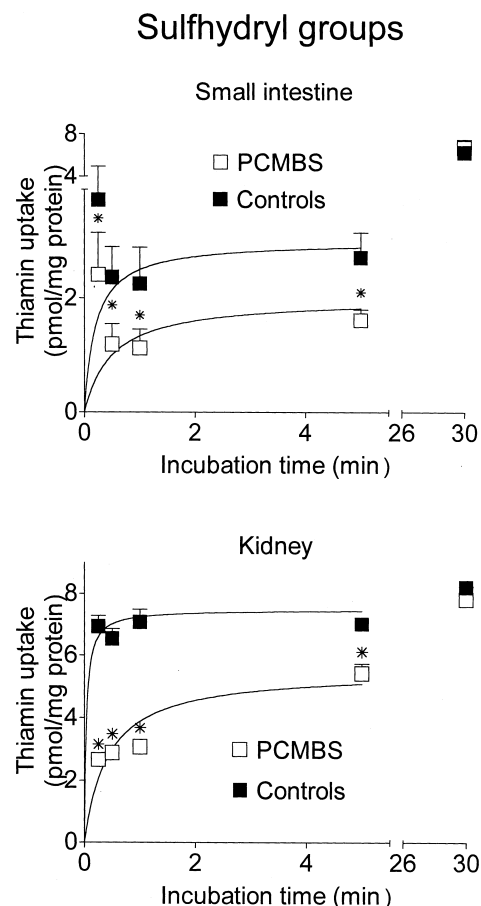 Sulfhydryl groups
Small intestine
8
4
2
0
Thiamin uptake
(pmol/mg protein)
PCMBS
Controls
*
*
*
*
0 2 4 26 30
Incubation time (min)
Kidney
8
6
4
2
0
Thiamin uptake
(pmol/mg protein)
*
*
*
*
PCMBS
Controls
0 2 4 26 30
Incubation time (min)